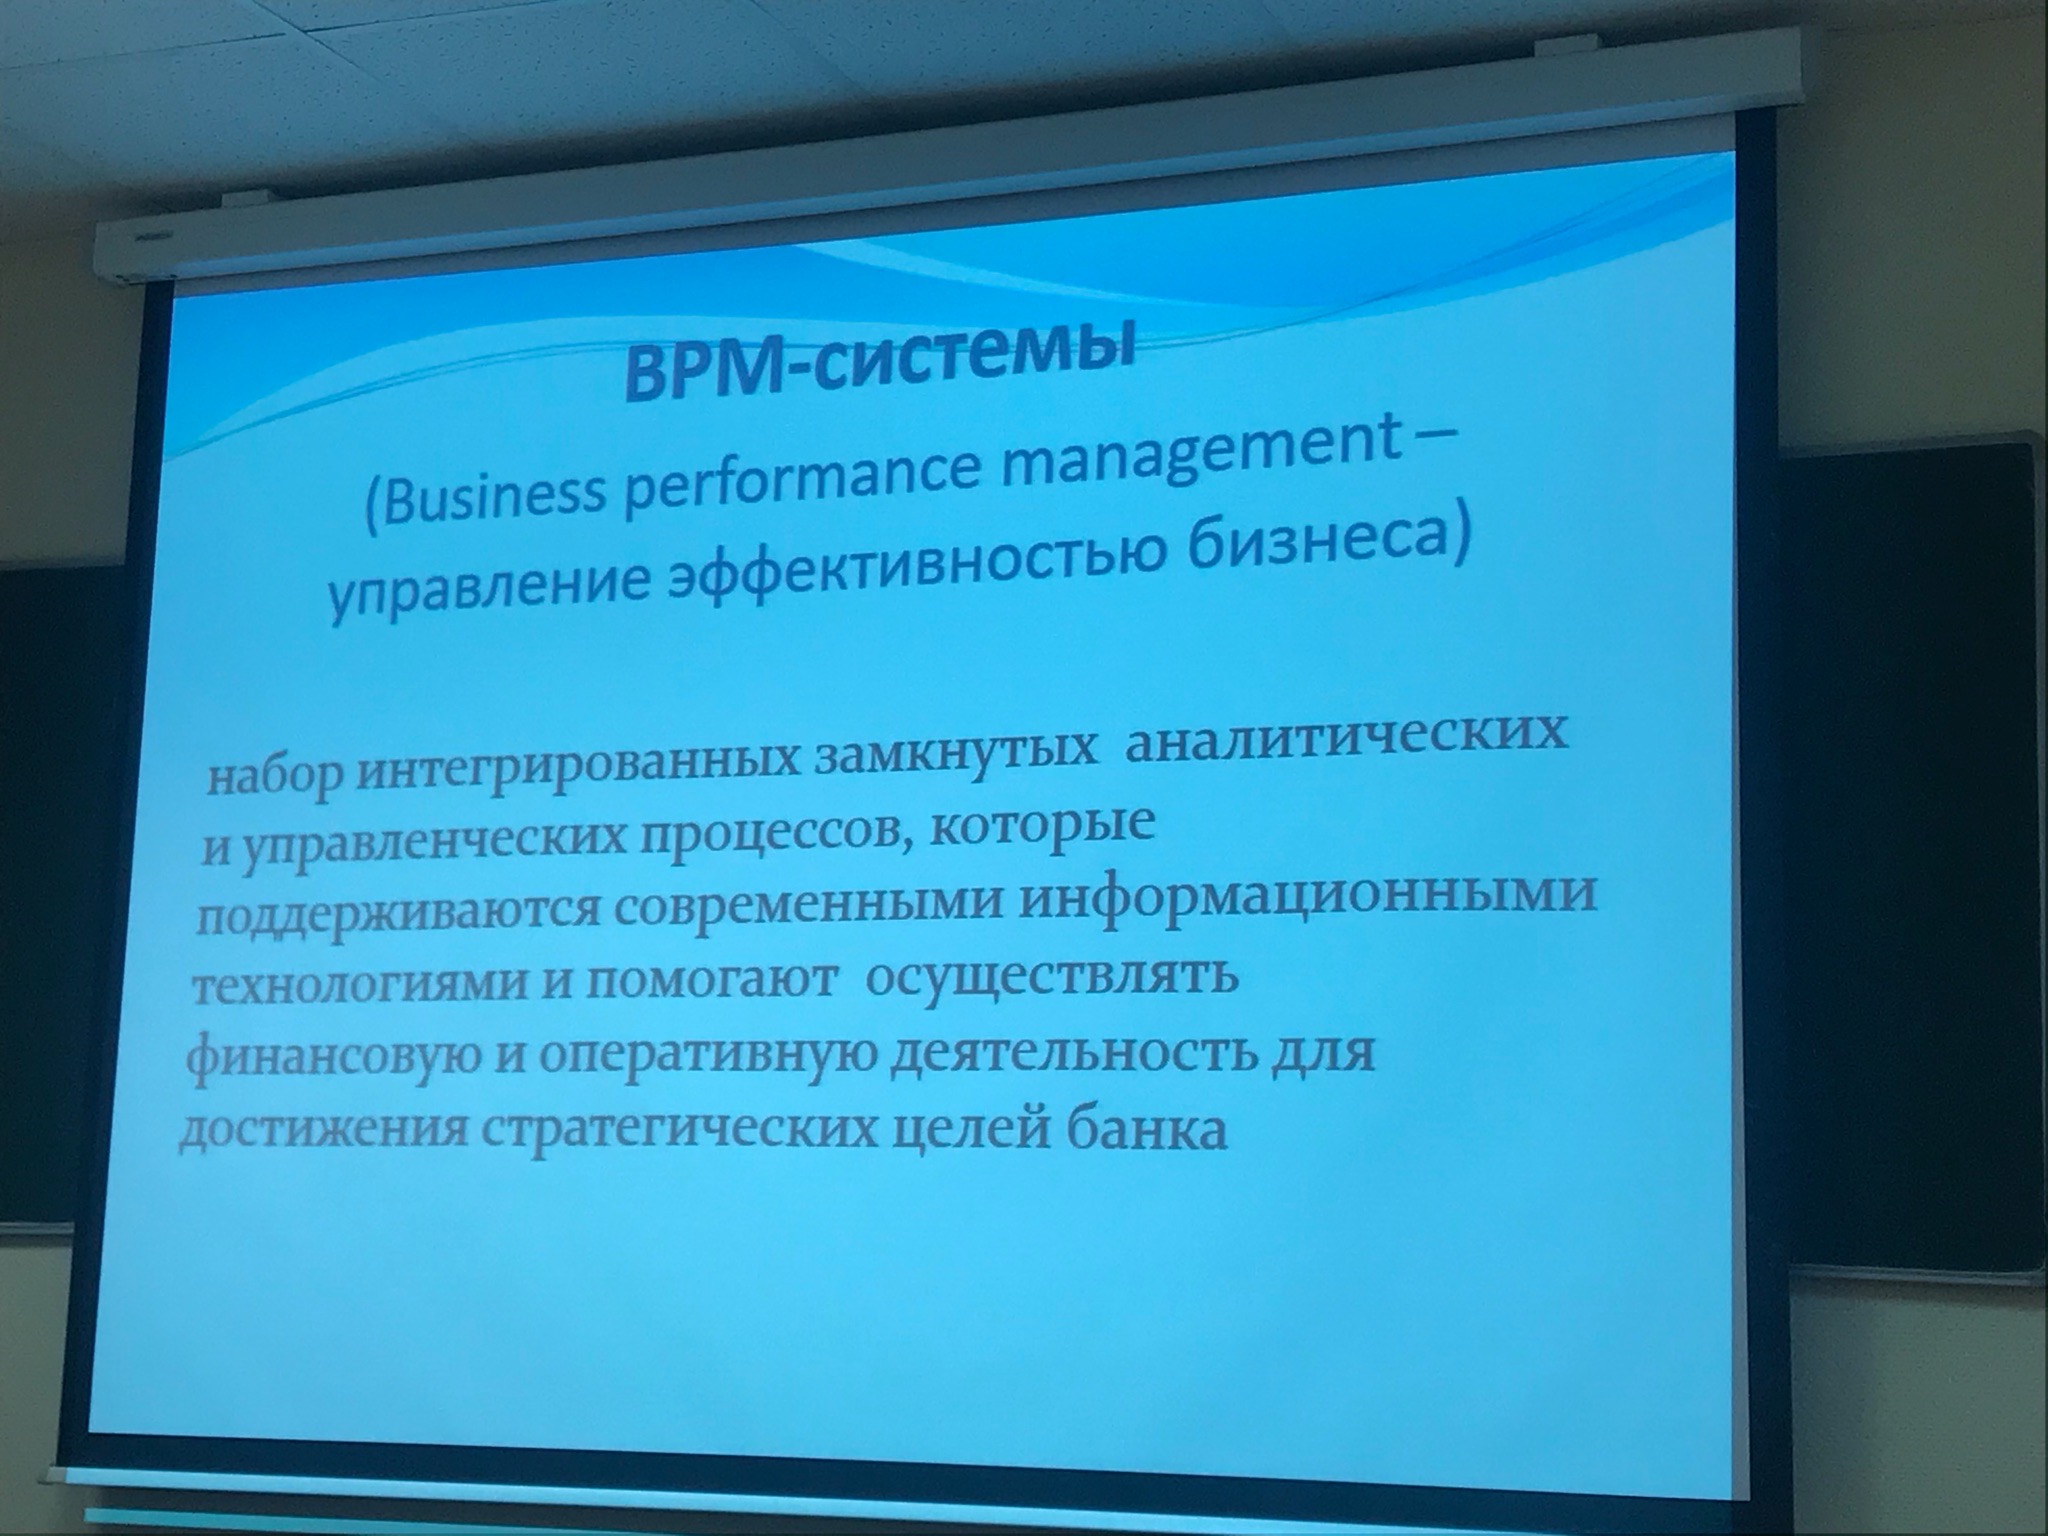 BPM-системы
(Business performance management –
управление эффективностью бизнеса)
набор интегрированных замкнутых аналитических
и управленческих процессов, которые
поддерживаются современными информационными
технологиями и помогают осуществлять
финансовую и оперативную деятельность для
достижения стратегических целей банка